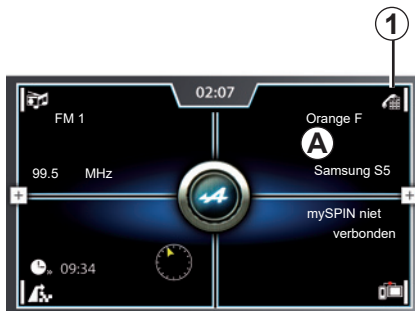 1
02:07
FM 1
Orange F
A
99.5 MHz
Samsung S5
mySPIN niet
verbonden
09:34